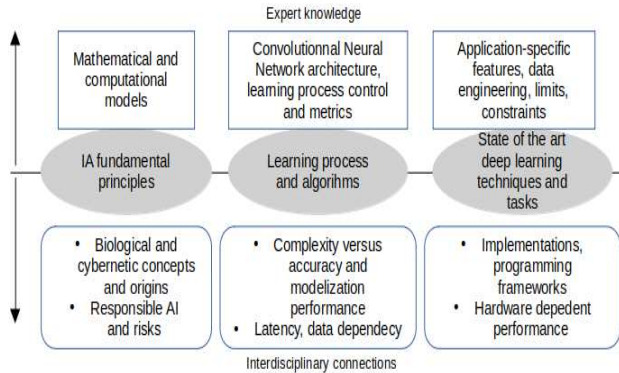 Expert knowledge
Mathematical and
computational
models
Convolutionnal Neural
Network architecture,
learning process control
and metrics
Application-specific
features, data
engineering, limits,
constraints
IA fundamental
principles
Learning process
and algorithms
State of the art
deep learning
techniques and
tasks
• Biological and
cybernetic concepts
and origins
• Responsible AI
and risks
• Complexity versus
accuracy and
modelization
performance
• Latency, data dependecy
• Implementations,
programming
frameworks
• Hardware depedent
performance
Interdisciplinary connections